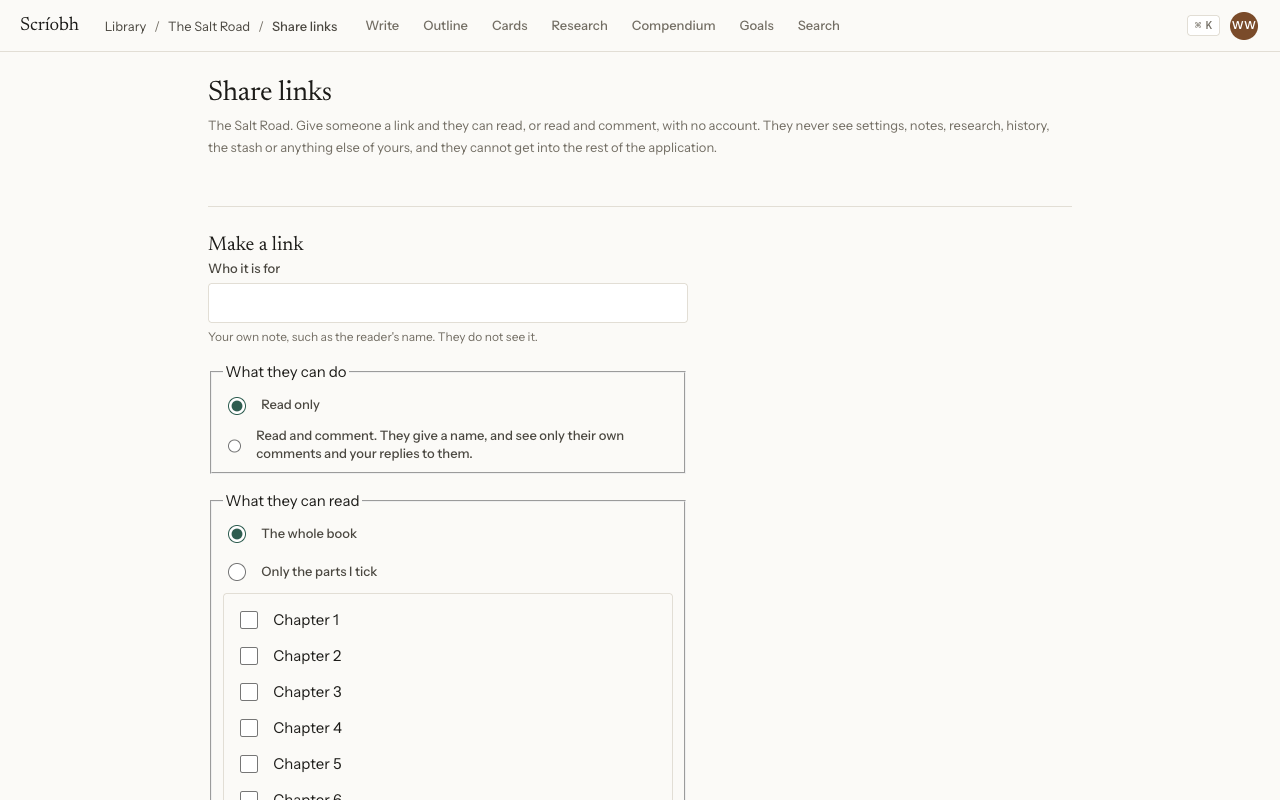 Scríobh
Library / The Salt Road / Share links
Write Outline Cards Research Compendium Goals Search
⌘ K
WW
Share links
The Salt Road. Give someone a link and they can read, or read and comment, with no account. They never see settings, notes, research, history,
the stash or anything else of yours, and they cannot get into the rest of the application.
Make a link
Who it is for
Your own note, such as the reader's name. They do not see it.
What they can do
Read only
Read and comment. They give a name, and see only their own
comments and your replies to them.
What they can read
The whole book
Only the parts I tick
Chapter 1
Chapter 2
Chapter 3
Chapter 4
Chapter 5
Chapter 6